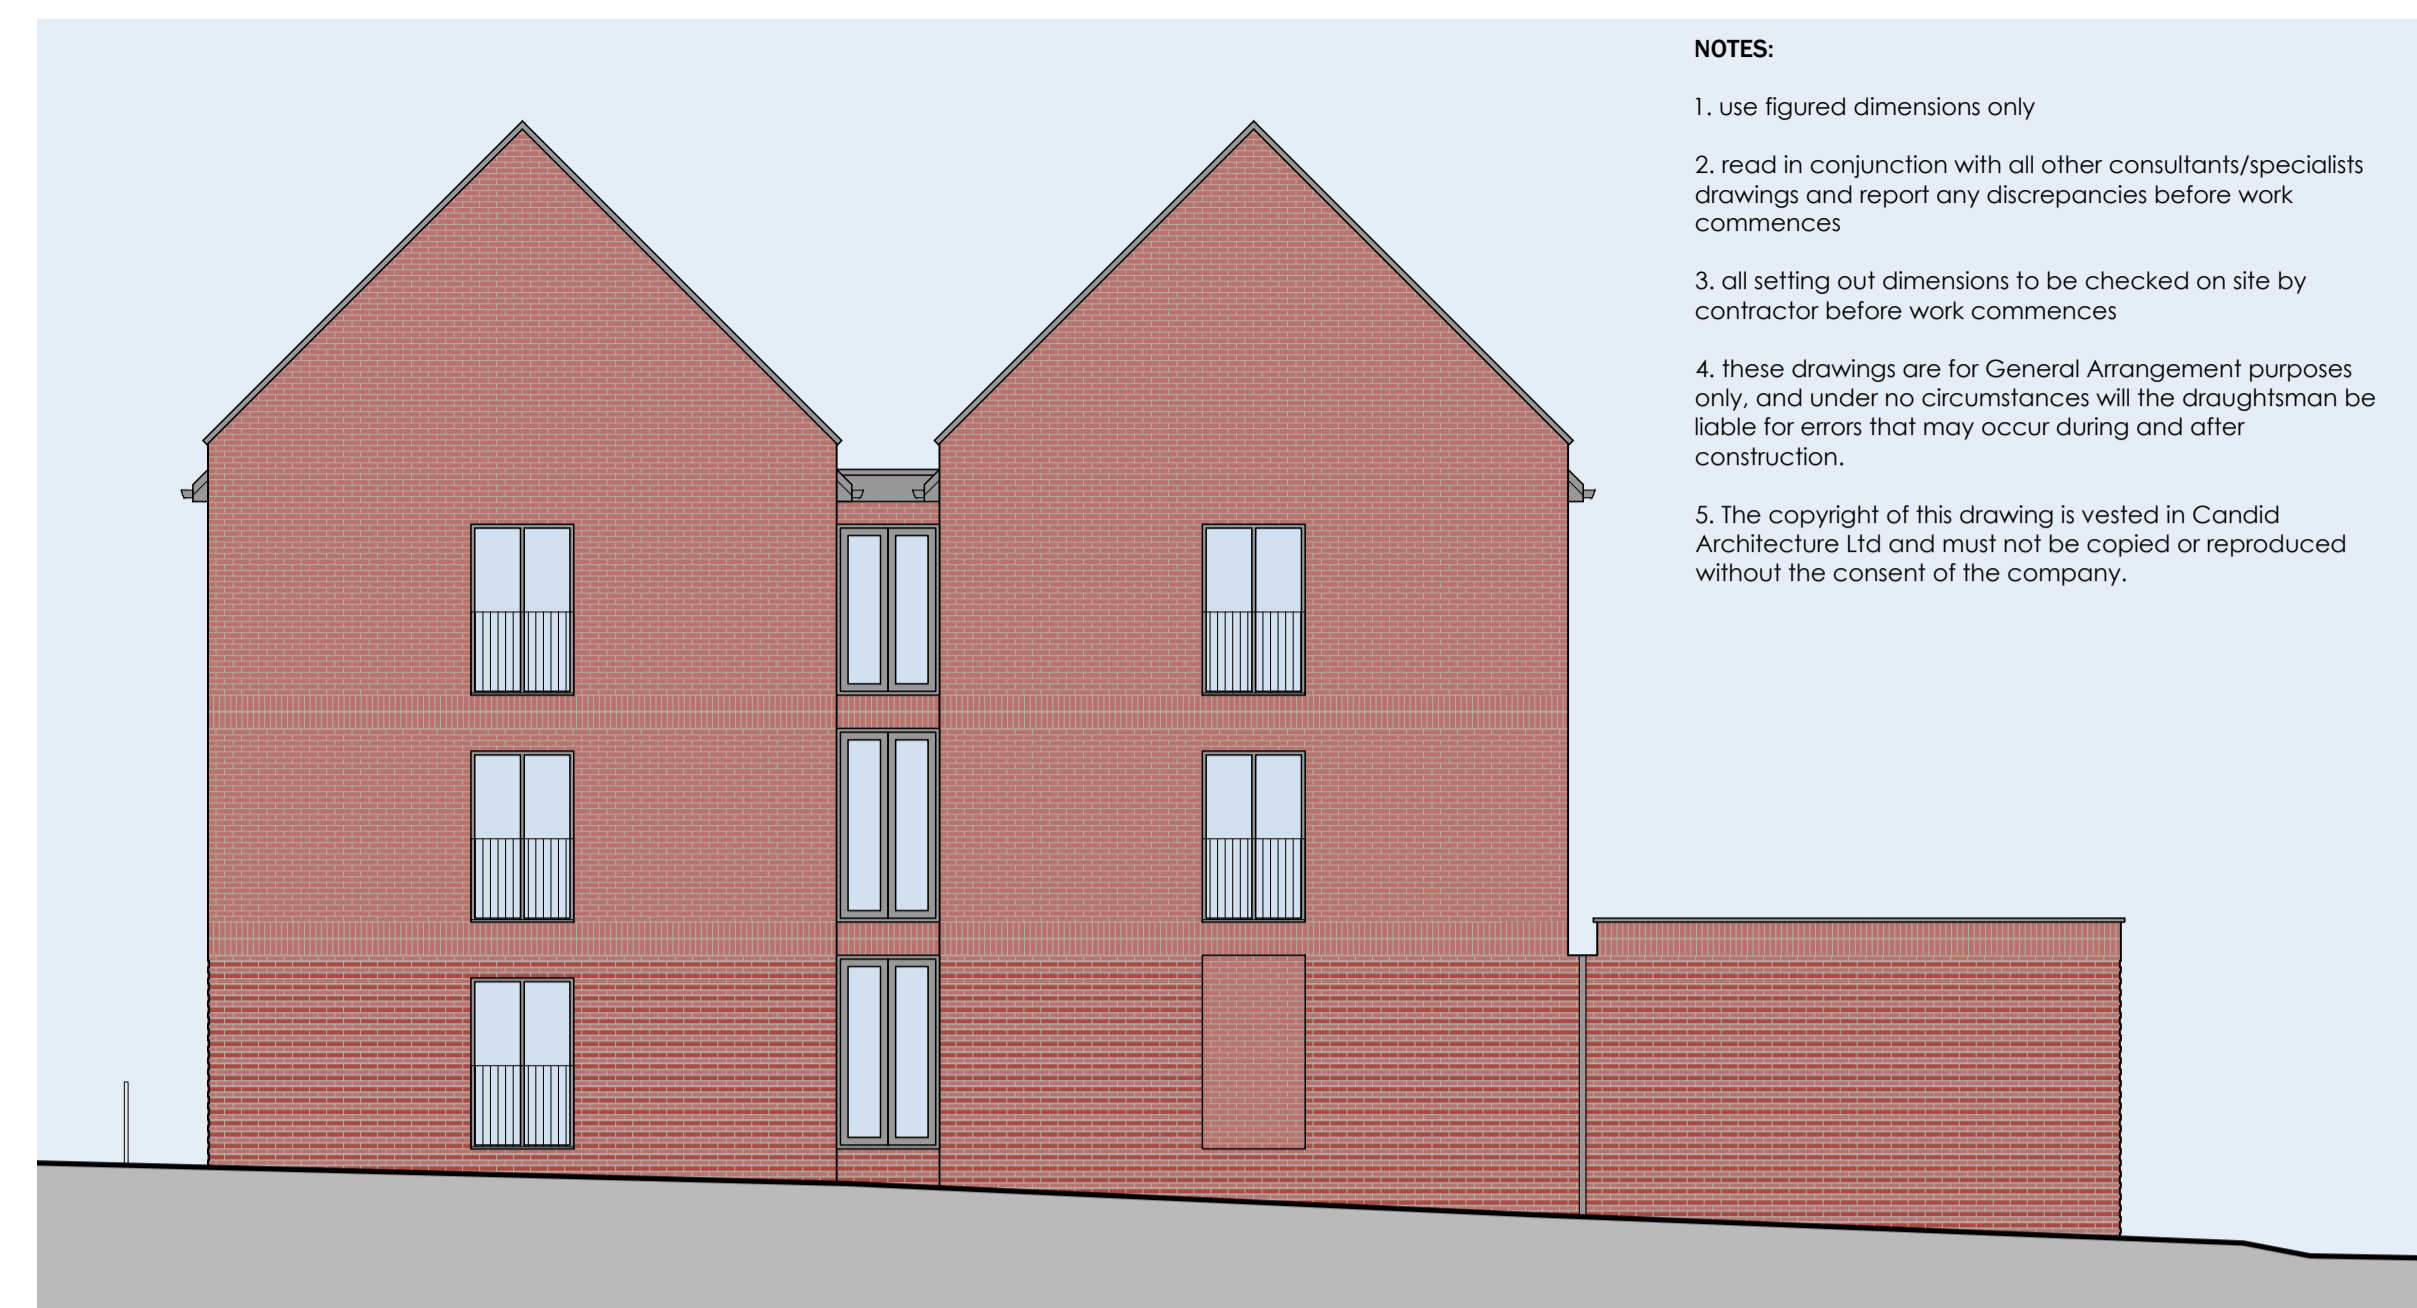 NOTES:
1. use figured dimensions only
2. read in conjunction with all other consultants/specialists
drawings and report any discrepancies before work
commences
3. all setting out dimensions to be checked on site by
contractor before work commences
4. these drawings are for General Arrangement purposes
only, and under no circumstances will the draughtsman be
liable for errors that may occur during and after
construction.
5. The copyright of this drawing is vested in Candid
Architecture Ltd and must not be copied or reproduced
without the consent of the company.